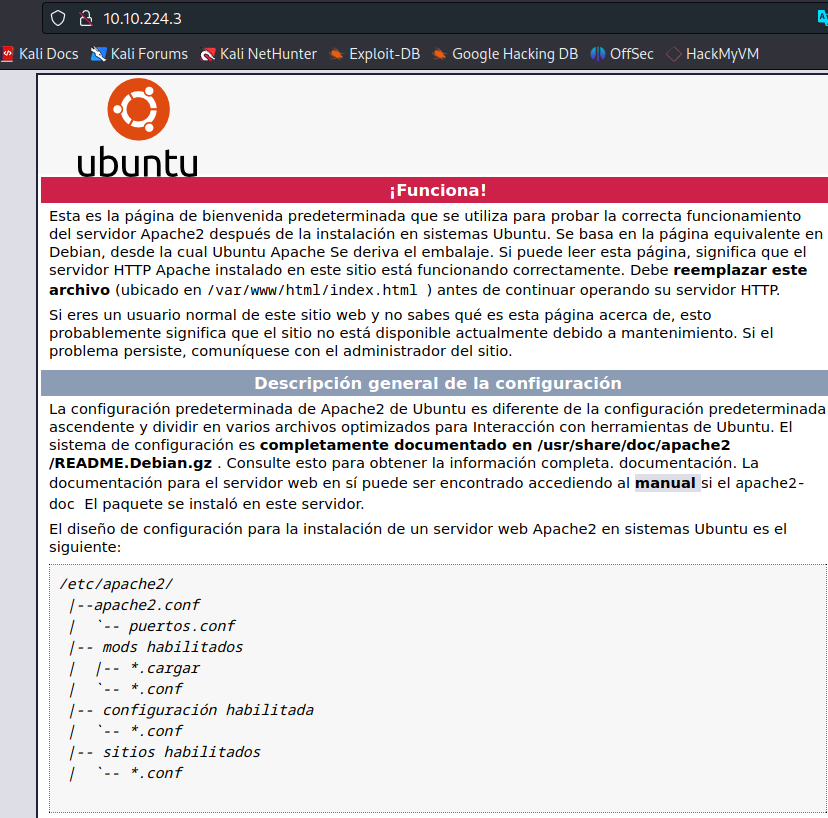 10.10.224.3
Kali Docs Kali Forums Kali NetHunter Exploit-DB Google Hacking DB OffSec HackMyVM
ubuntu
¡Funciona!
Esta es la página de bienvenida predeterminada que se utiliza para probar la correcta funcionamiento
del servidor Apache2 después de la instalación en sistemas Ubuntu. Se basa en la página equivalente en
Debian, desde la cual Ubuntu Apache Se deriva el embalaje. Si puede leer esta página, significa que el
servidor HTTP Apache instalado en este sitio está funcionando correctamente. Debe reemplazar este
archivo (ubicado en /var/www/html/index.html ) antes de continuar operando su servidor HTTP.
Si eres un usuario normal de este sitio web y no sabes qué es esta página acerca de, esto
probablemente significa que el sitio no está disponible actualmente debido a mantenimiento. Si el
problema persiste, comuníquese con el administrador del sitio.
Descripción general de la configuración
La configuración predeterminada de Apache2 de Ubuntu es diferente de la configuración predeterminada
ascendente y dividir en varios archivos optimizados para Interacción con herramientas de Ubuntu. El
sistema de configuración es completamente documentado en /usr/share/doc/apache2
/README.Debian.gz . Consulte esto para obtener la información completa. documentación. La
documentación para el servidor web en sí puede ser encontrado accediendo al manual si el apache2-
doc El paquete se instaló en este servidor.
El diseño de configuración para la instalación de un servidor web Apache2 en sistemas Ubuntu es el
siguiente:
/etc/apache2/
|--apache2.conf
|  `-- puertos.conf
|-- mods habilitados
|  |-- *.cargar
|  `-- *.conf
|-- configuración habilitada
|  `-- *.conf
|-- sitios habilitados
|  `-- *.conf